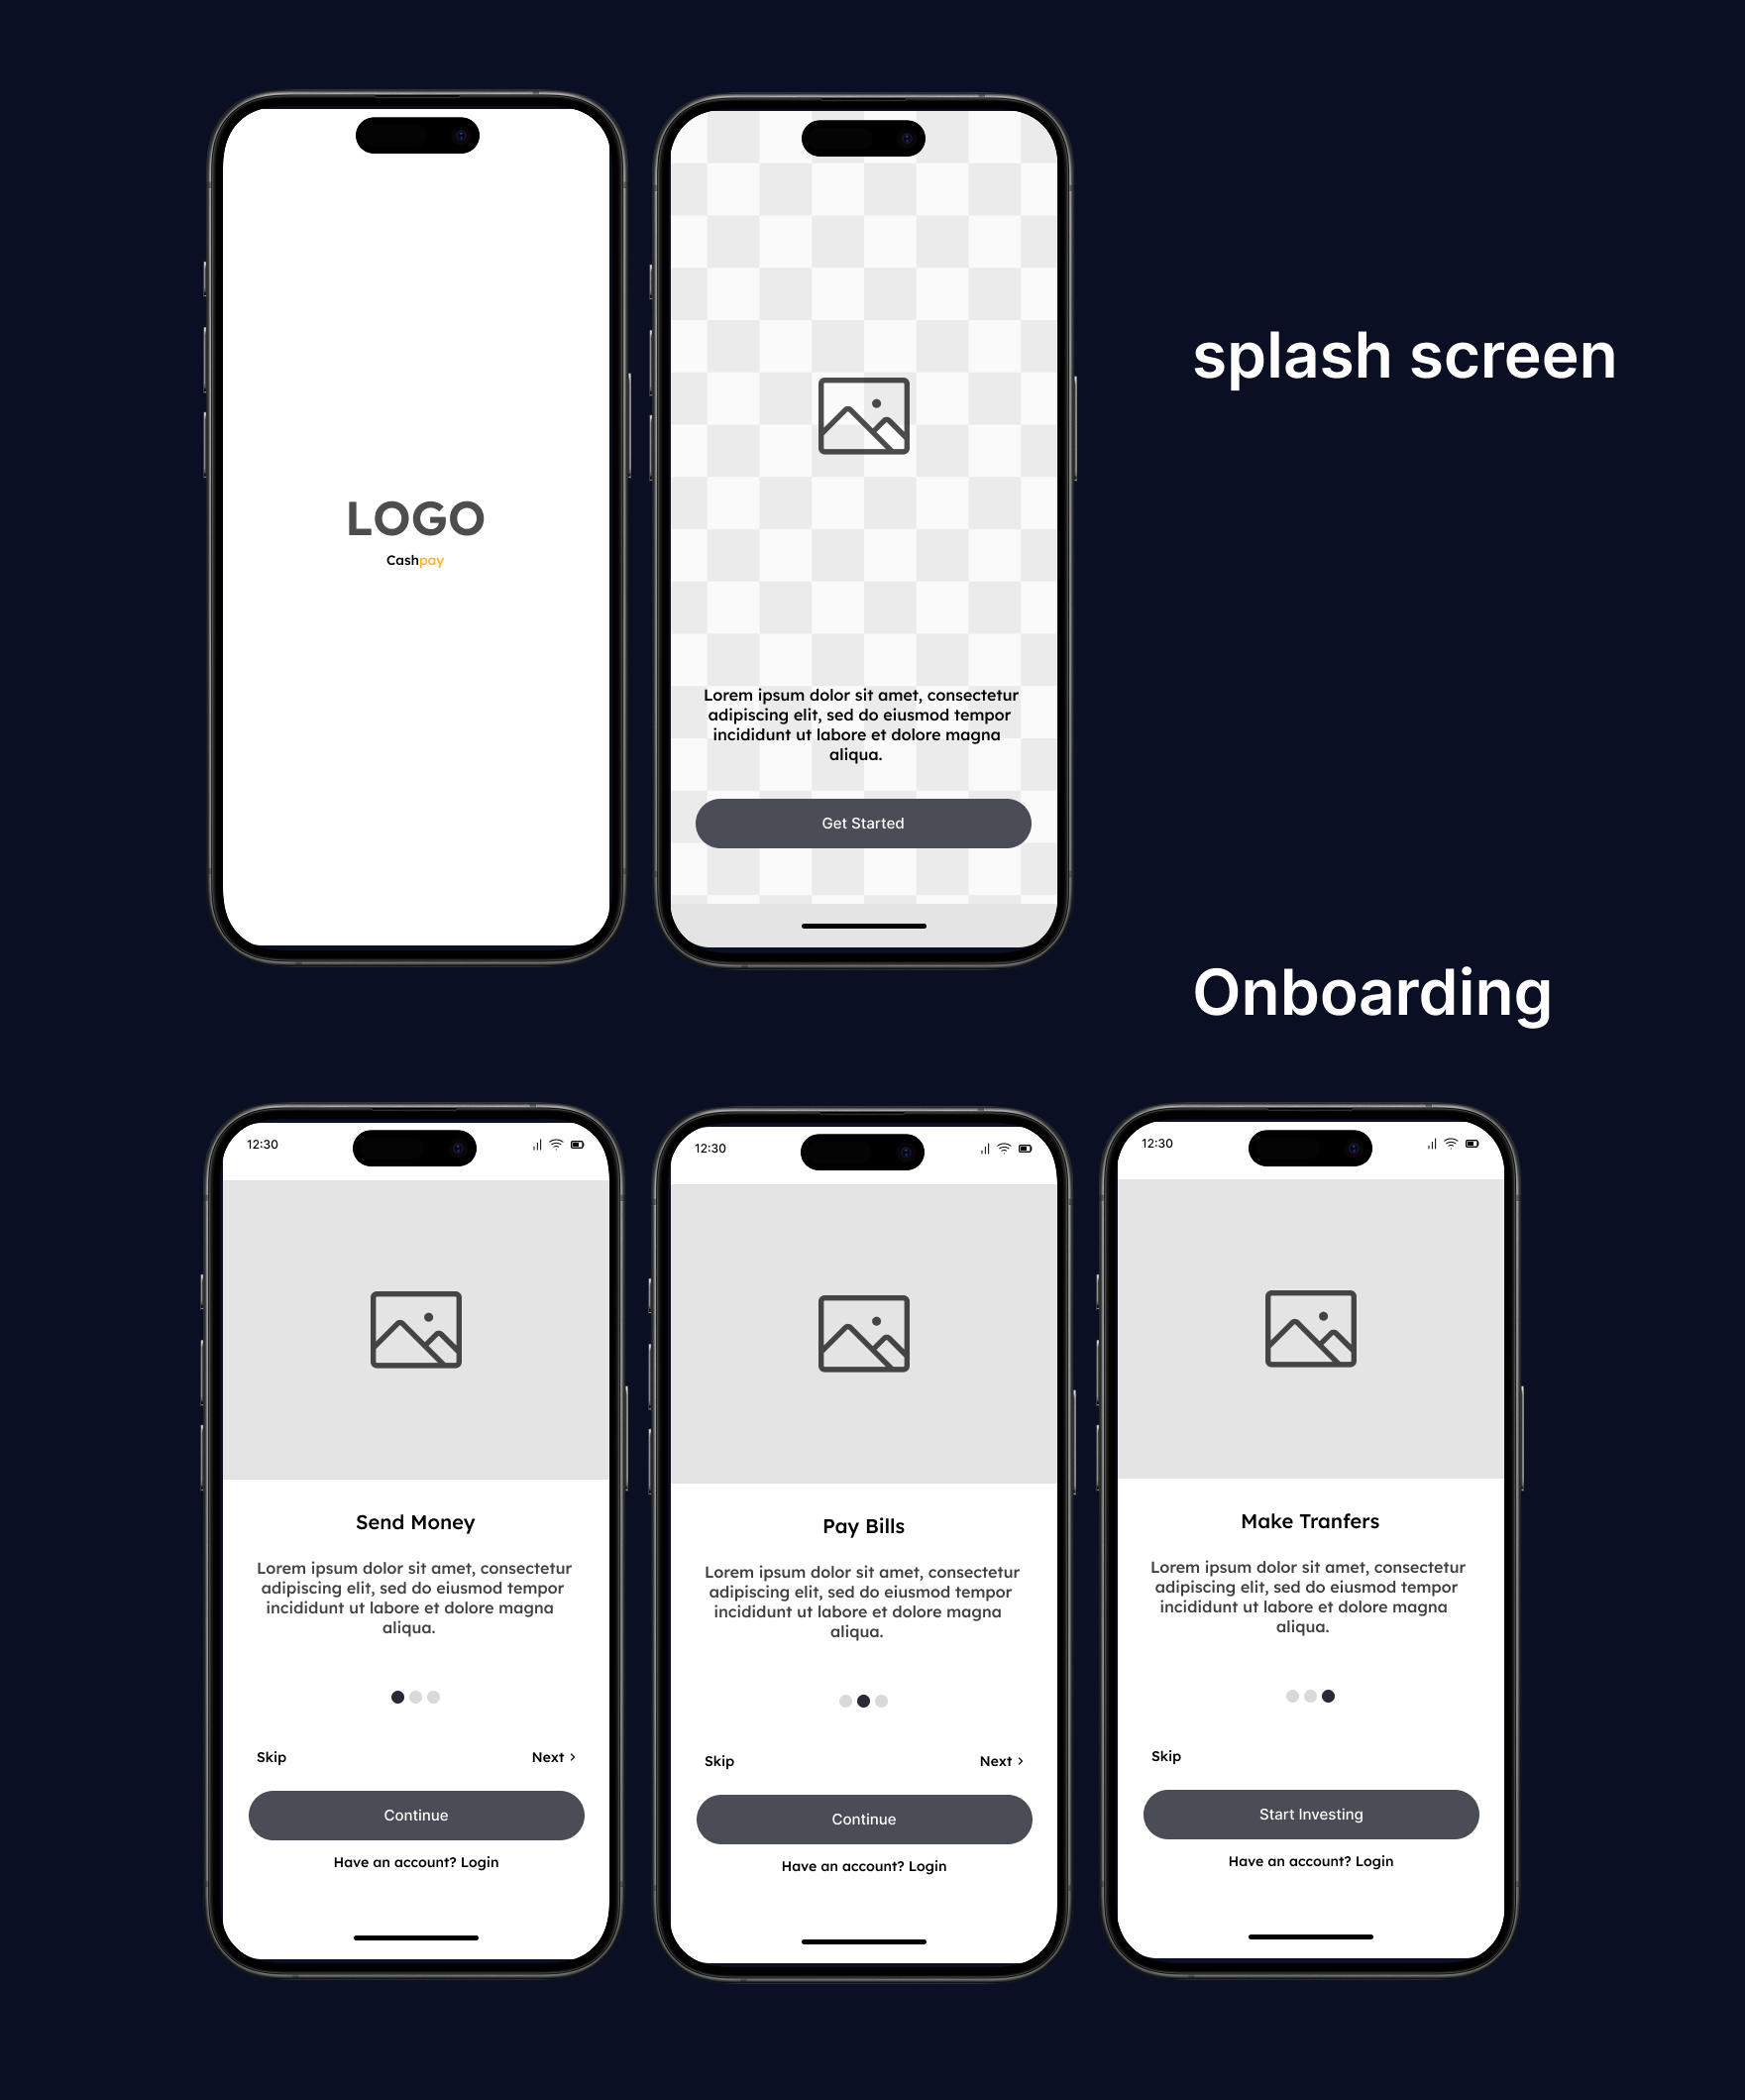 LOGO
Cashpay
Lorem ipsum dolor sit amet, consectetur
adipiscing elit, sed do eiusmod tempor
incididunt ut labore et dolore magna
aliqua.
Get Started
splash screen
Onboarding
12:30
Send Money
Lorem ipsum dolor sit amet, consectetur
adipiscing elit, sed do eiusmod tempor
incididunt ut labore et dolore magna
aliqua.
Skip
Next >
Continue
Have an account? Login
12:30
Pay Bills
Lorem ipsum dolor sit amet, consectetur
adipiscing elit, sed do eiusmod tempor
incididunt ut labore et dolore magna
aliqua.
Skip
Next >
Continue
Have an account? Login
12:30
Make Tranfers
Lorem ipsum dolor sit amet, consectetur
adipiscing elit, sed do eiusmod tempor
incididunt ut labore et dolore magna
aliqua.
Skip
Start Investing
Have an account? Login